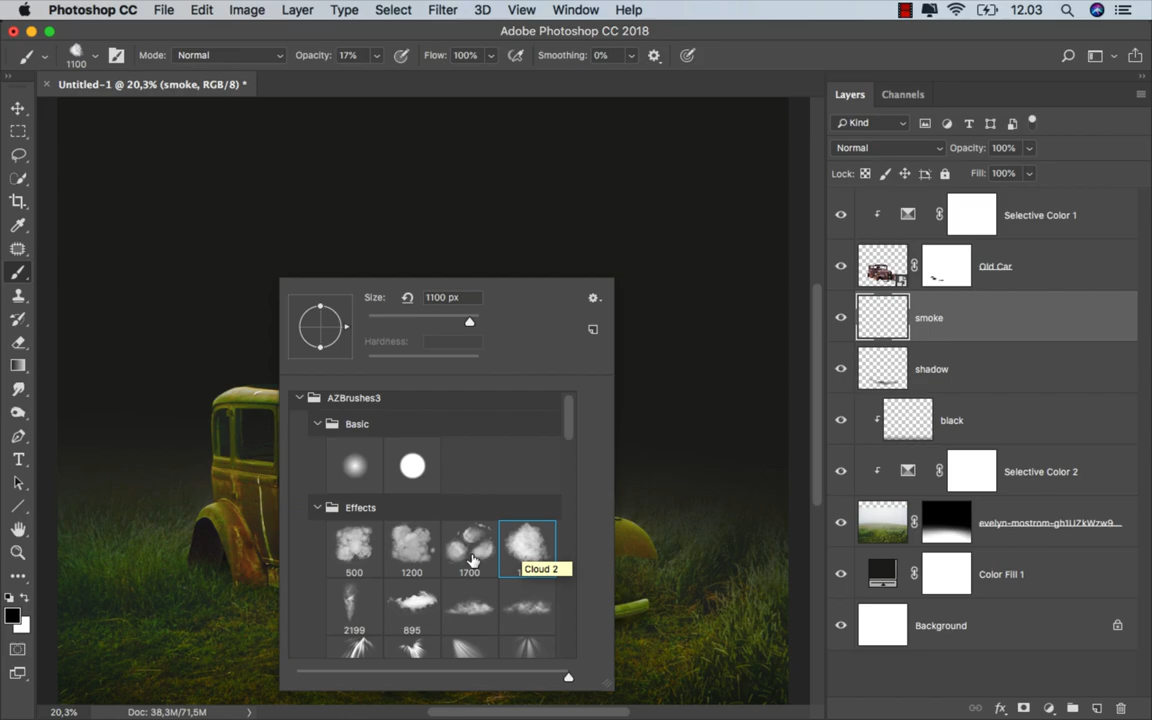 Photoshop CC File Edit Image Layer Type Select Filter 3D View Window Help 12.03
Adobe Photoshop CC 2018
1100 Mode: Normal Opacity: 17% Flow: 100% Smoothing: 0%
Untitled-1 @ 20,3% (smoke, RGB/8) *
Layers Channels
Kind
Normal Opacity: 100%
Lock: Fill: 100%
Selective Color 1
Old Car
smoke
shadow
black
Selective Color 2
evelyn-mostrom-gh1UZkWzw9...
Color Fill 1
Background
Size: 1100 px
Hardness:
AZBrushes3
Basic
Effects
500 1200 1700
Cloud 2
2199 895
20,3% Doc: 38,3M/71,5M